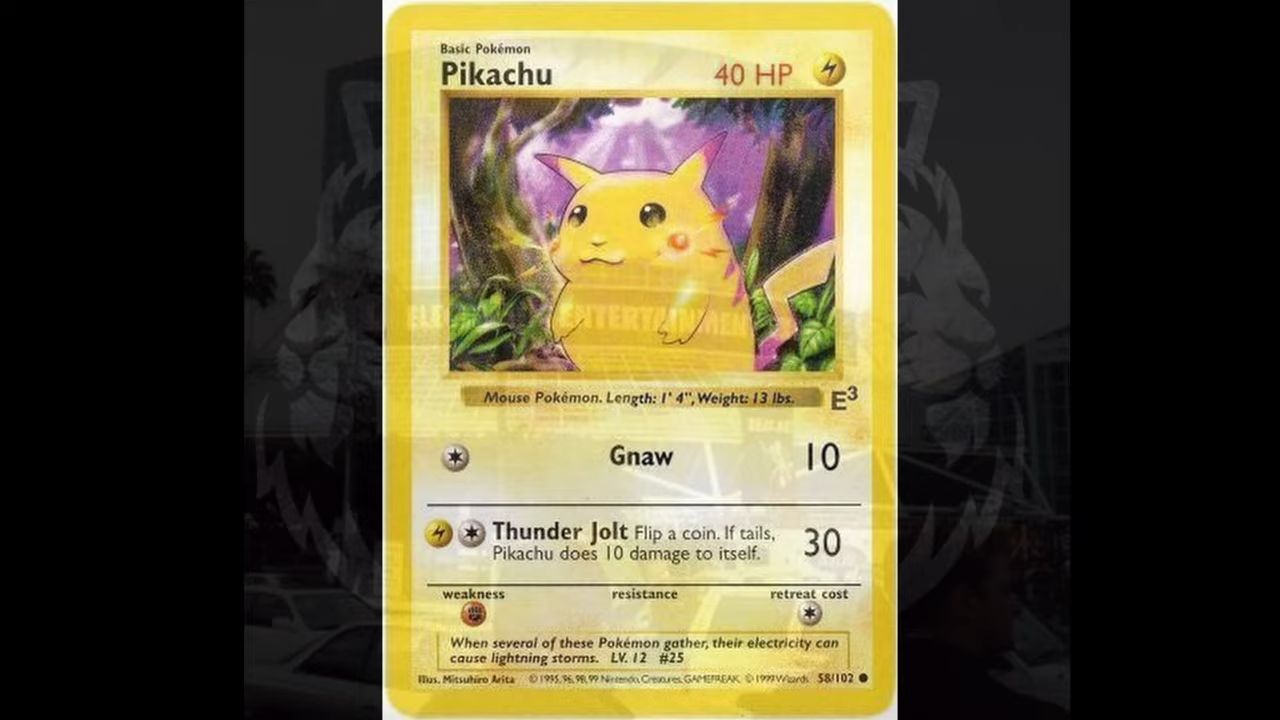 Basic Pokémon
Pikachu
40 HP
ELEC ENTERTAINMEN
Mouse Pokémon. Length: 1' 4", Weight: 13 lbs.
E3
Gnaw 10
Thunder Jolt Flip a coin. If tails,
Pikachu does 10 damage to itself. 30
weakness resistance retreat cost
When several of these Pokémon gather, their electricity can
cause lightning storms. LV. 12 #25
Illus. Mitsuhiro Arita © 1995, 96, 98, 99 Nintendo, Creatures, GAMEFREAK. © 1999 Wizards. 58/102